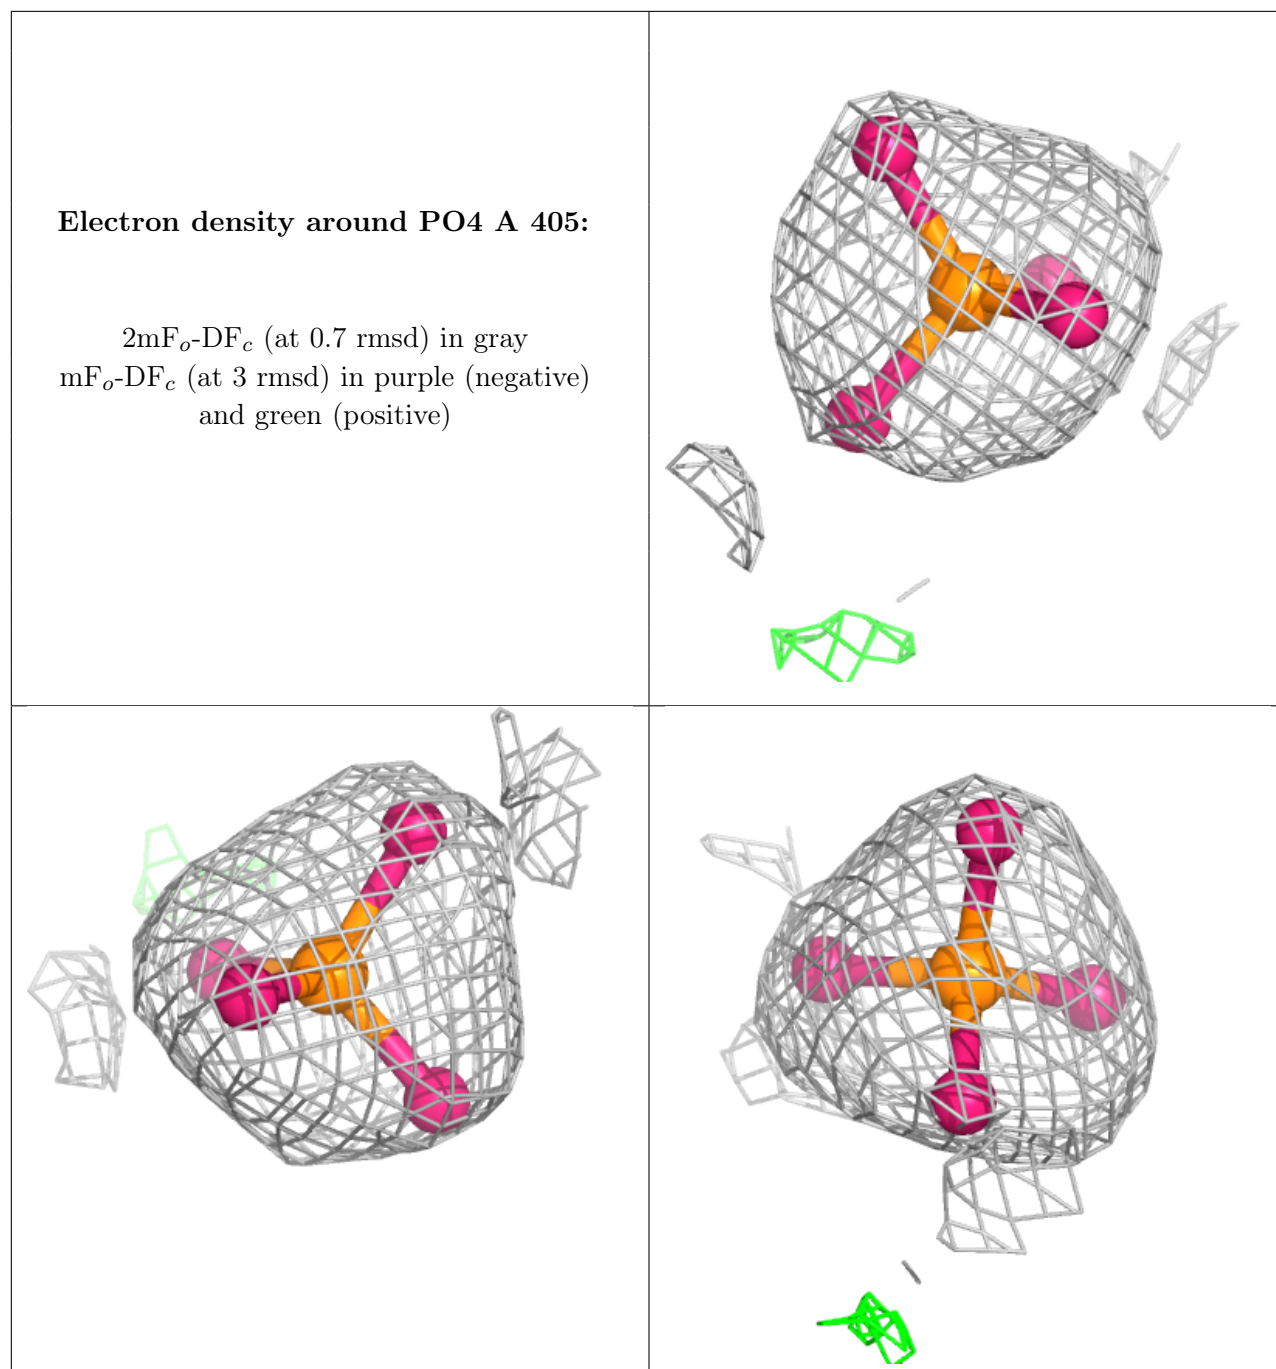 Electron density around PO4 A 405:
2mFo-DFc (at 0.7 rmsd) in gray
mFo-DFc (at 3 rmsd) in purple (negative)
and green (positive)